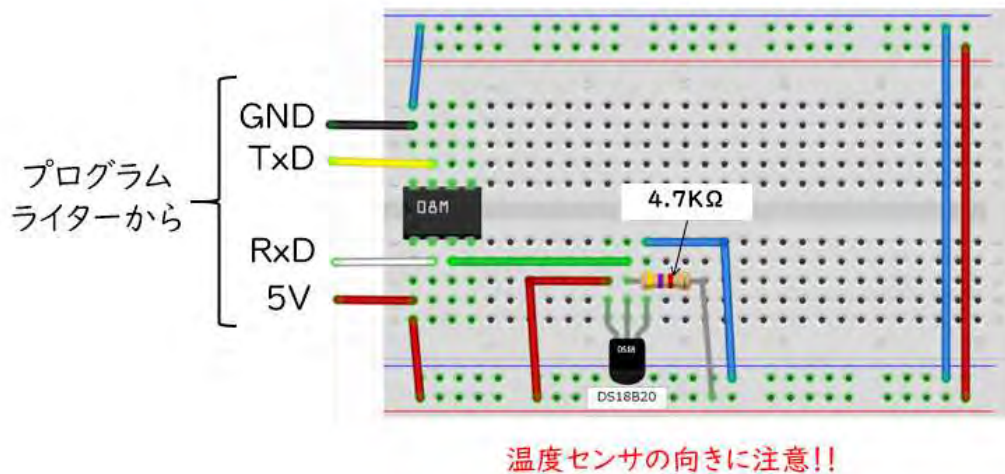 プログラム
ライターから
GND
TxD
RxD
5V
08M
4.7KΩ
DS18
DS18B20
温度センサの向きに注意!!